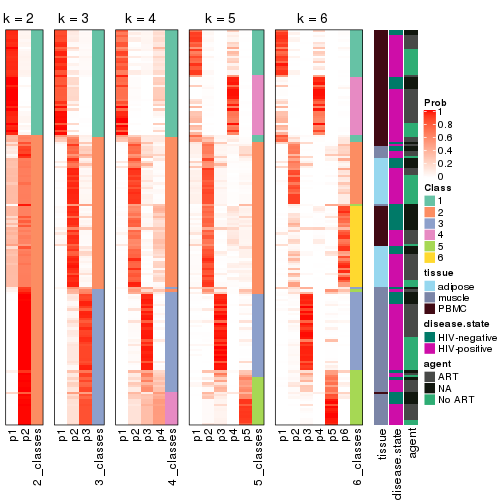 k = 2 k = 3 k = 4 k = 5 k = 6
Prob
1
0.8
0.6
0.4
0.2
0
Class
1
2
3
4
5
6
tissue
adipose
muscle
PBMC
disease.state
HIV-negative
HIV-positive
agent
ART
NA
No ART
p1 p2 2_classes p1 p2 p3 3_classes p1 p2 p3 p4 4_classes p1 p2 p3 p4 p5 5_classes p1 p2 p3 p4 p5 p6 6_classes tissue disease.state agent